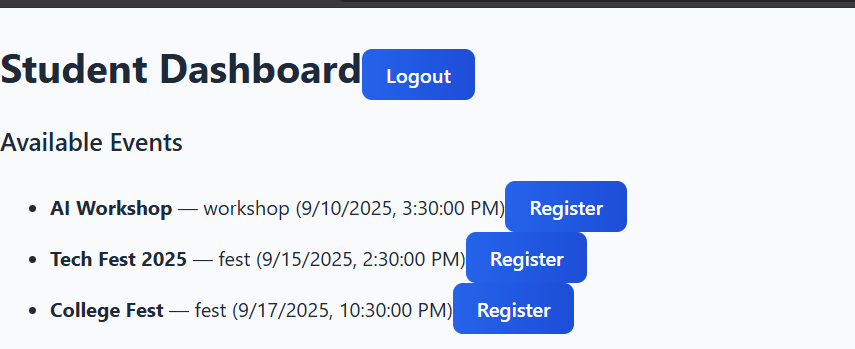 Student Dashboard Logout
Available Events
AI Workshop — workshop (9/10/2025, 3:30:00 PM) Register
Tech Fest 2025 — fest (9/15/2025, 2:30:00 PM) Register
College Fest — fest (9/17/2025, 10:30:00 PM) Register